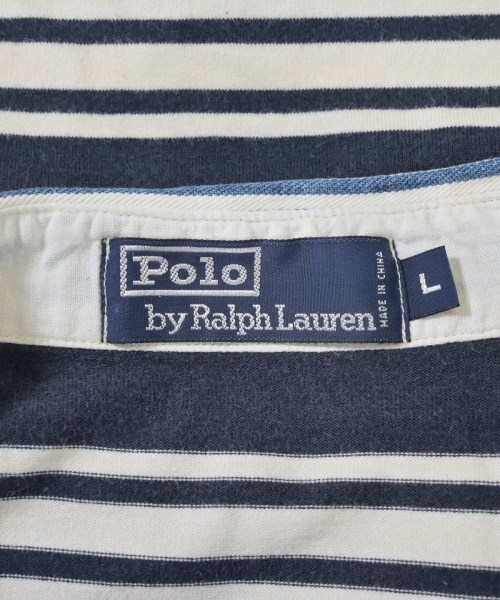 Polo
by Ralph Lauren
MADE IN CHINA
L